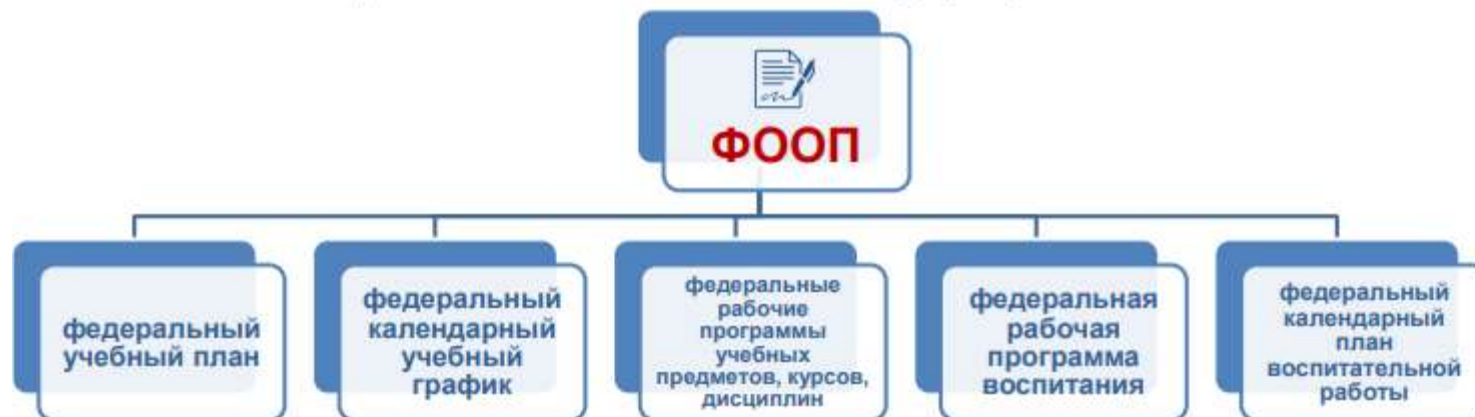 ФООП
федеральный
учебный план
федеральный
календарный
учебный
график
федеральные
рабочие
программы
учебных
предметов, курсов,
дисциплин
федеральная
рабочая
программа
воспитания
федеральный
календарный
план
воспитательной
работы